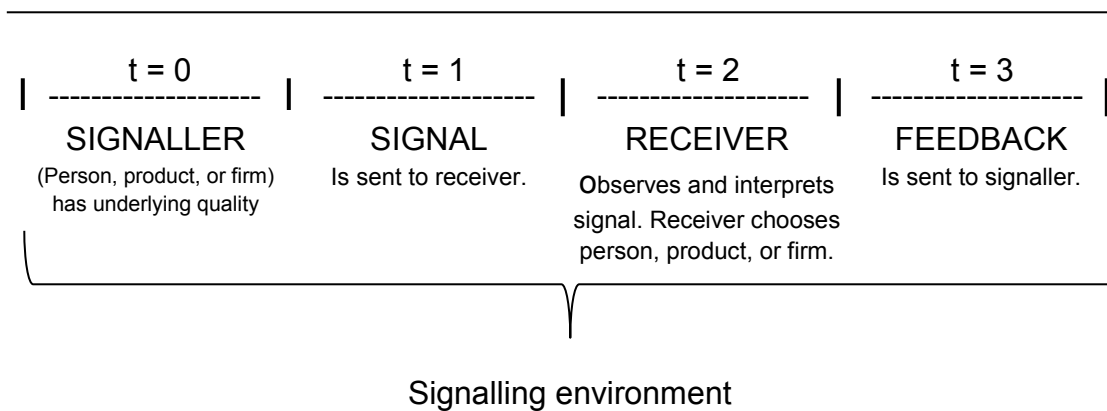 t = 0
t = 1
t = 2
t = 3
SIGNALLER
(Person, product, or firm)
has underlying quality
SIGNAL
Is sent to receiver.
RECEIVER
Observes and interprets
signal. Receiver chooses
person, product, or firm.
FEEDBACK
Is sent to signaller.
Signalling environment